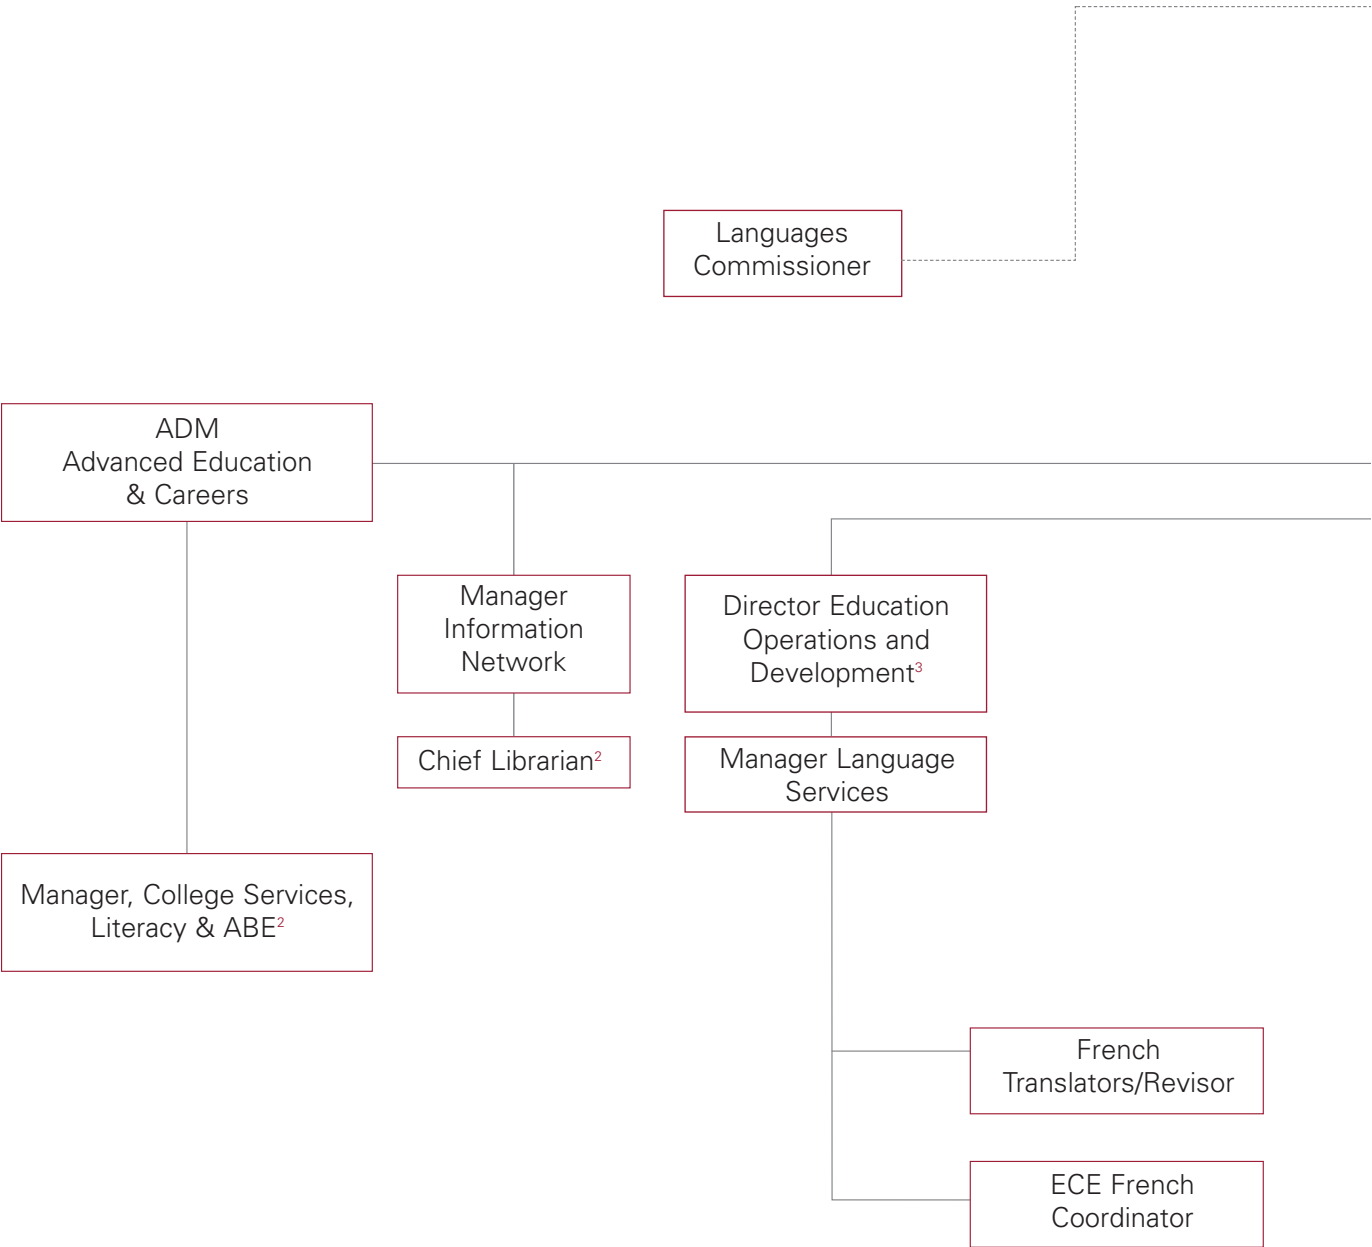 Languages
Commissioner
ADM
Advanced Education
& Careers
Manager
Information
Network
Director Education
Operations and
Development³
Chief Librarian²
Manager Language
Services
Manager, College Services,
Literacy & ABE²
French
Translators/Revisor
ECE French
Coordinator